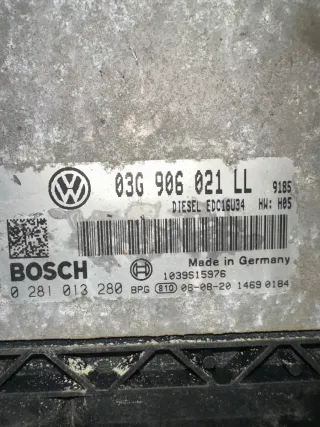 03G 906 021 LL 9185
DIESEL EDC16U34 HW: H05
BOSCH
Made in Germany
1039S15976
0 281 013 280 BPG 810 08-08-20 1469 0184